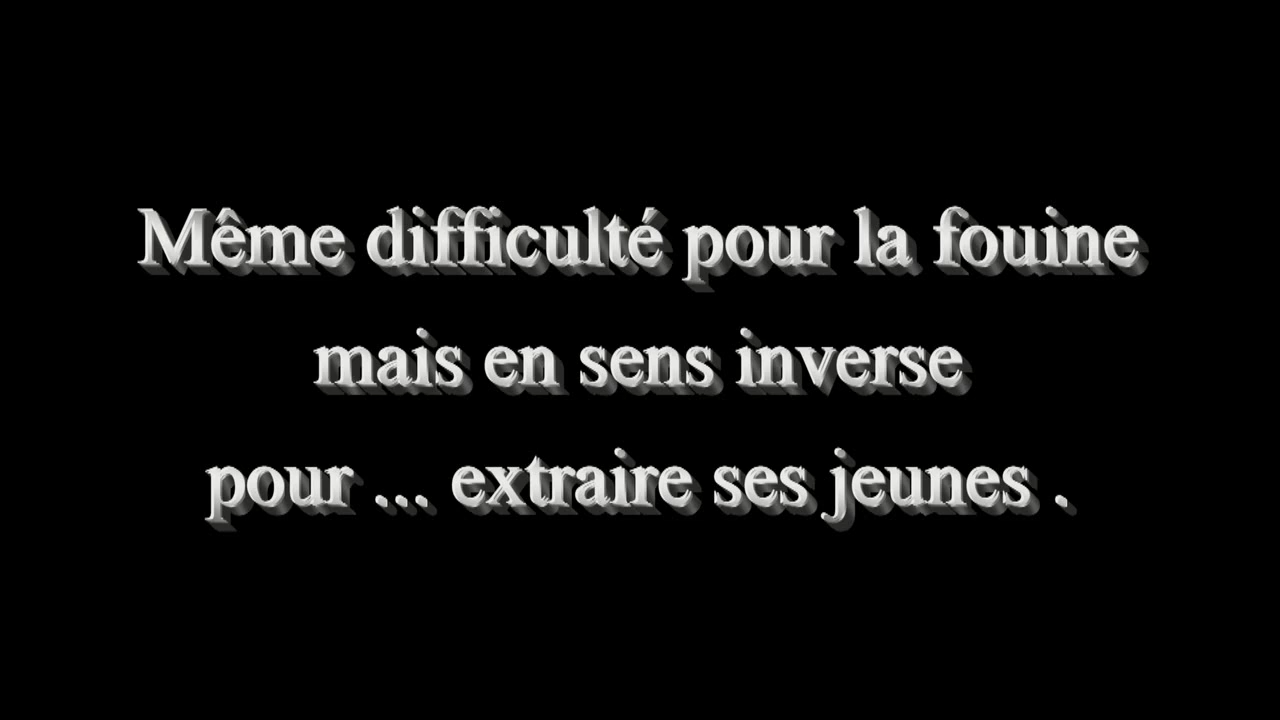 Même difficulté pour la fouine
mais en sens inverse
pour ... extraire ses jeunes .